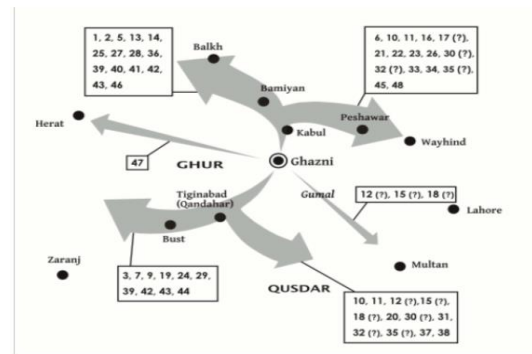 1, 2, 5, 13, 14,
25, 27, 28, 36,
39, 40, 41, 42,
43, 46
Balkh
6, 10, 11, 16, 17 (?),
21, 22, 23, 26, 30 (?),
32 (?), 33, 34, 35 (?),
45, 48
Bamiyan
Herat
Kabul
Peshawar
Wayhind
47
GHUR
Ghazni
Tiginabad
(Qandahar)
Gumal
12 (?), 15 (?), 18 (?)
Lahore
Bust
Zaranj
Multan
3, 7, 9, 19, 24, 29,
39, 42, 43, 44
QUSDAR
10, 11, 12 (?),15 (?),
18 (?), 20, 30 (?), 31,
32 (?), 35 (?), 37, 38